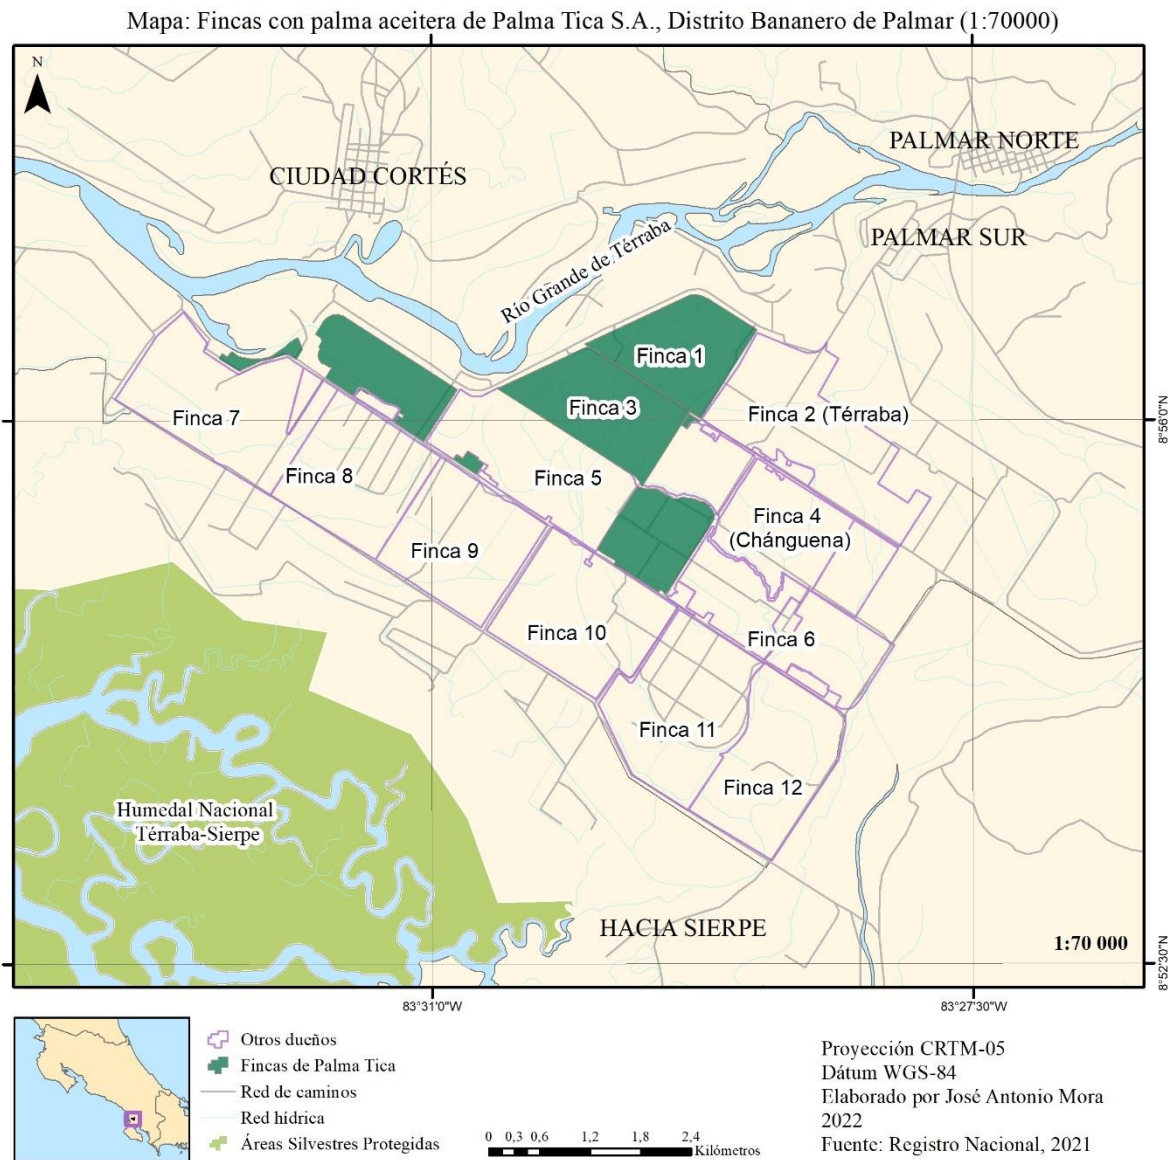 Mapa: Fincas con palma aceitera de Palma Tica S.A., Distrito Bananero de Palmar (1:70000)
N
PALMAR NORTE
CIUDAD CORTÉS
PALMAR SUR
Río Grande de Térraba
Finca 1
Finca 3
Finca 2 (Térraba)
Finca 7
8°56'0"N
Finca 8
Finca 5
Finca 4
(Chánguena)
Finca 9
Finca 10
Finca 6
Finca 11
Finca 12
Humedal Nacional
Térraba-Sierpe
HACIA SIERPE
1:70 000
8°52'30"N
83°31'0"W
83°27'30"W
Otros dueños
Fincas de Palma Tica
Red de caminos
Red hídrica
Áreas Silvestres Protegidas
0 0,3 0,6 1,2 1,8 2,4
Kilómetros
Proyección CRTM-05
Dátum WGS-84
Elaborado por José Antonio Mora
2022
Fuente: Registro Nacional, 2021